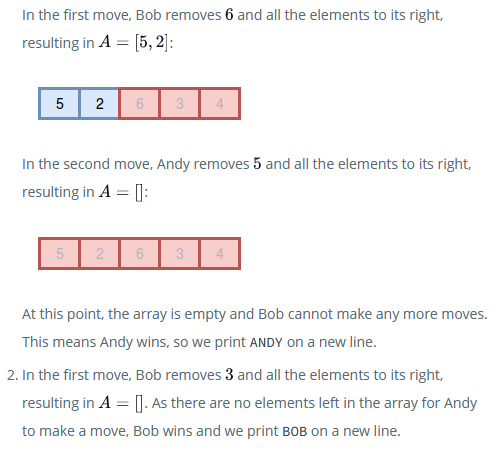 In the first move, Bob removes 6 and all the elements to its right,
resulting in A = [5, 2]:
5 2 6 3 4
In the second move, Andy removes 5 and all the elements to its right,
resulting in A = []:
5 2 6 3 4
At this point, the array is empty and Bob cannot make any more moves.
This means Andy wins, so we print ANDY on a new line.
2. In the first move, Bob removes 3 and all the elements to its right,
resulting in A = []. As there are no elements left in the array for Andy
to make a move, Bob wins and we print BOB on a new line.